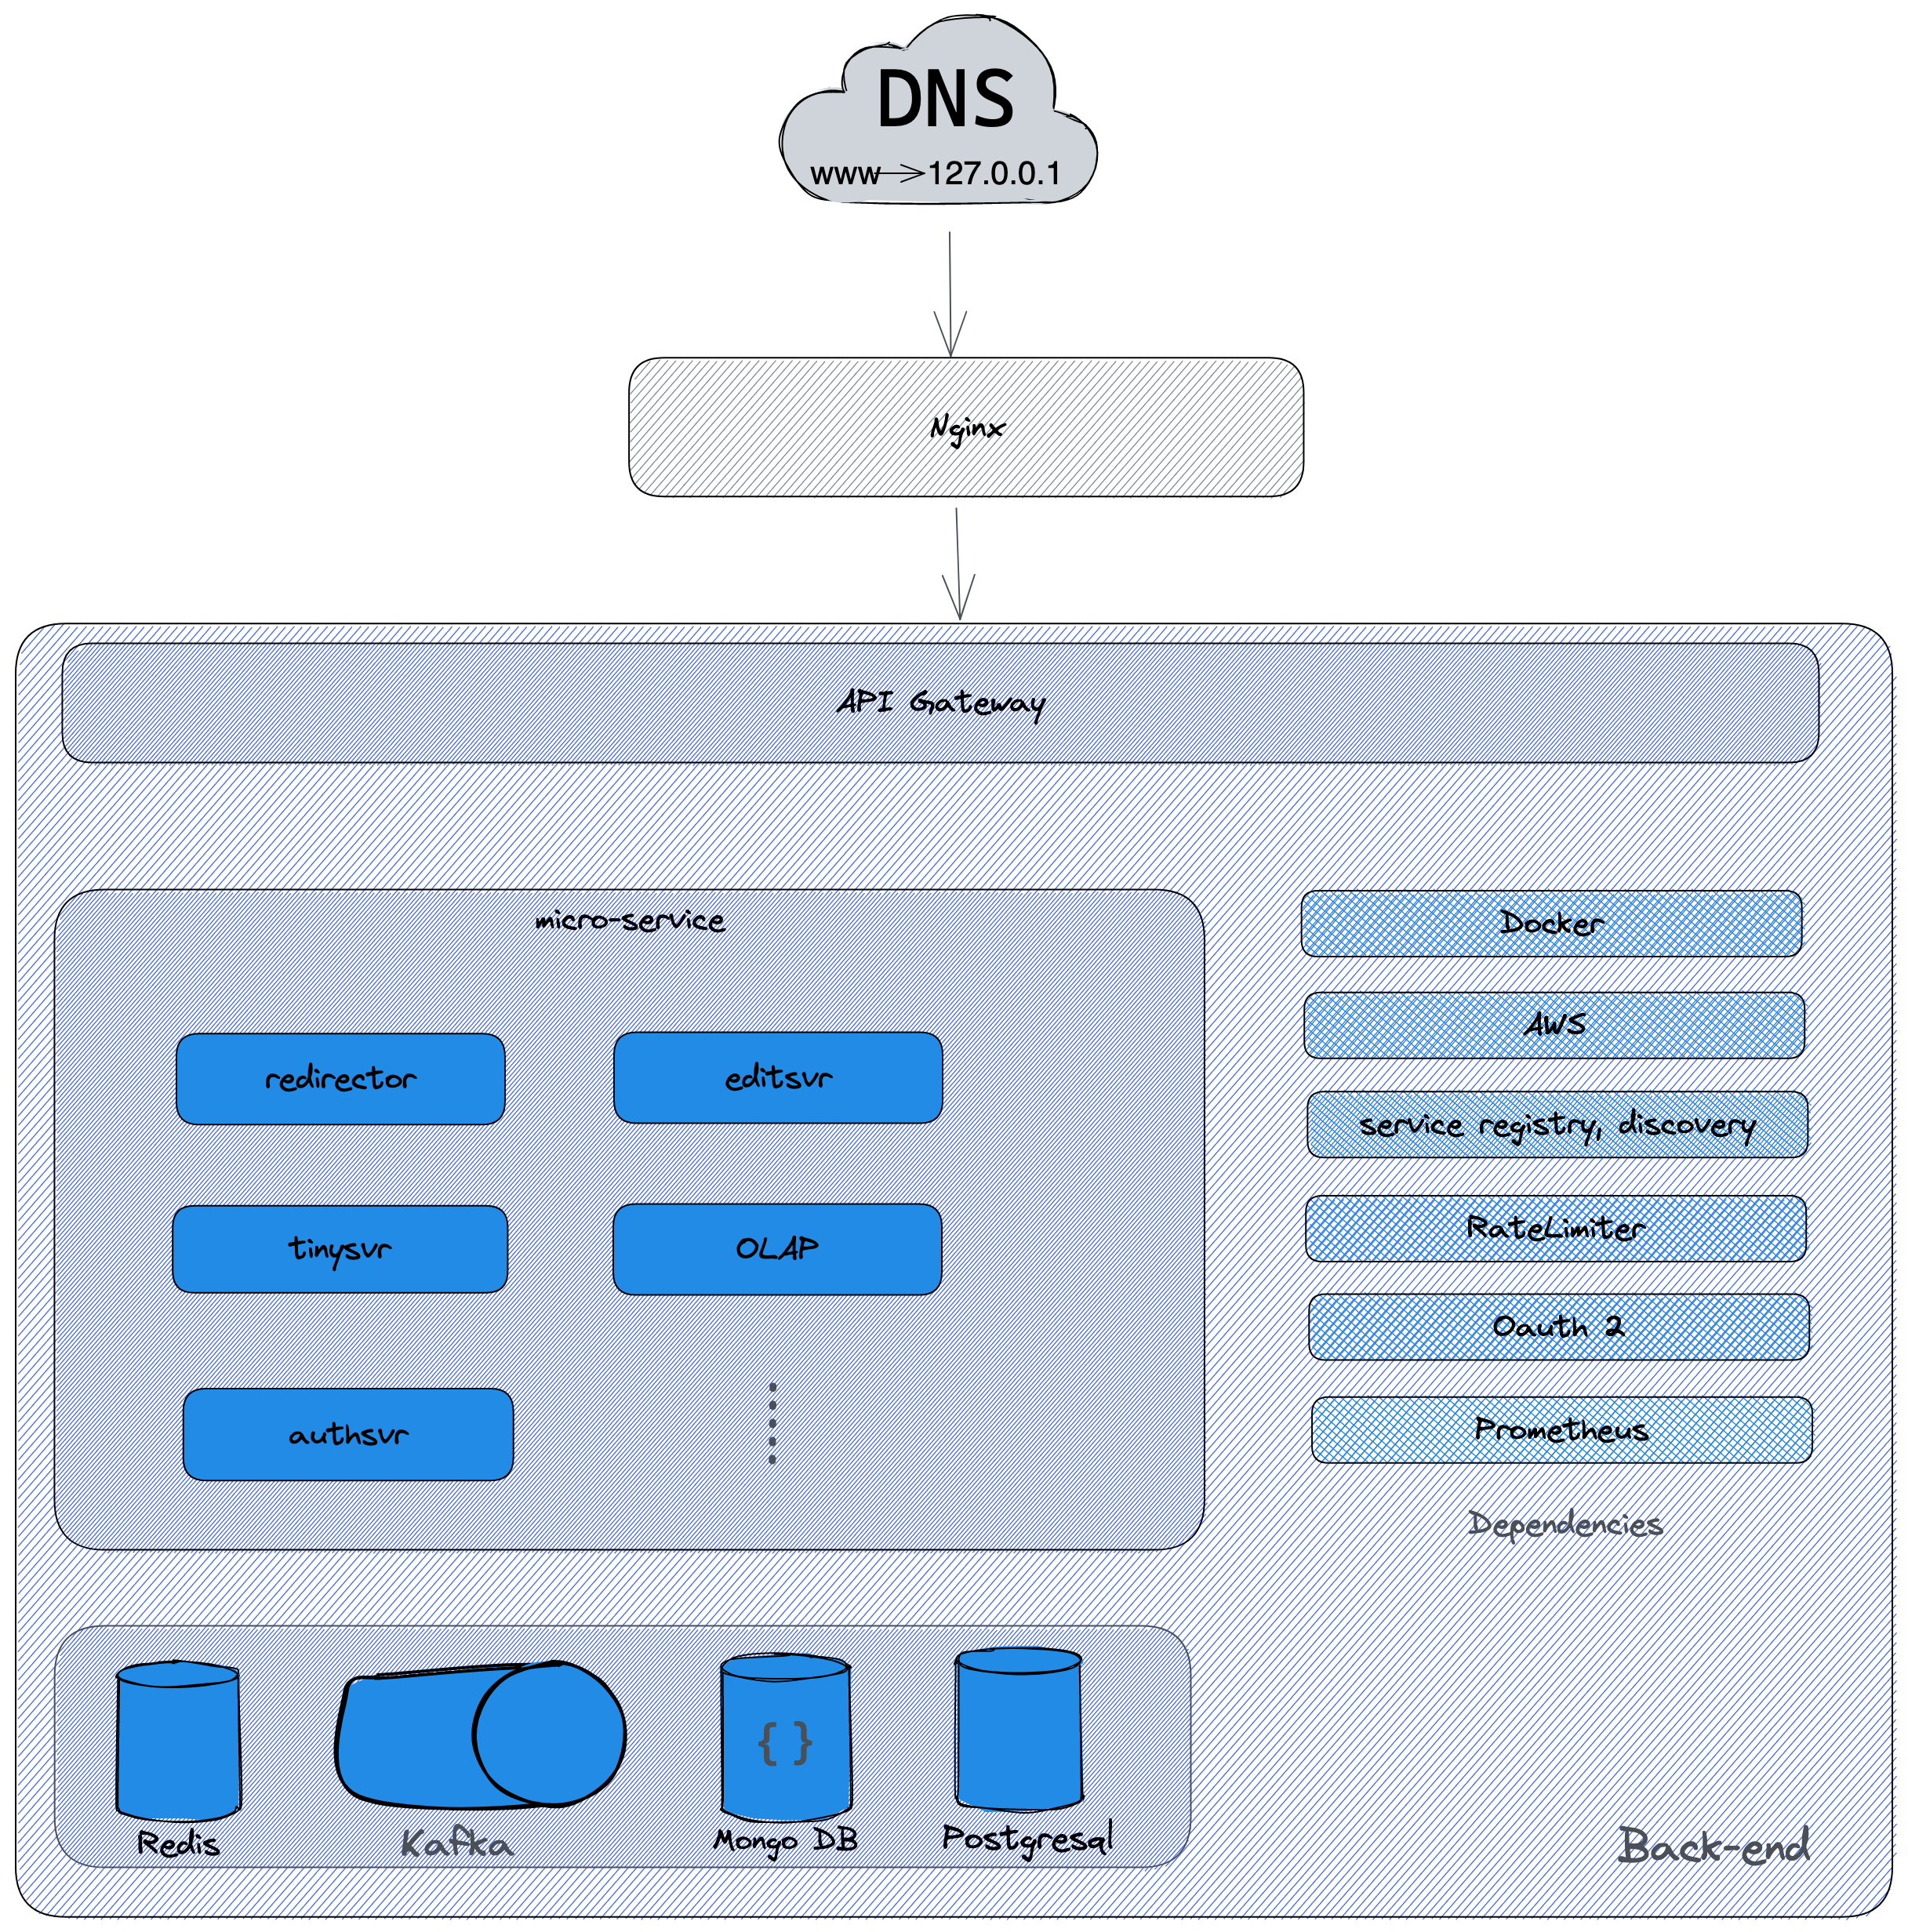 DNS
www 127.0.0.1
Nginx
API Gateway
micro-service
redirector
editsvr
tinysvr
OLAP
authsvr
Docker
AWS
service registry, discovery
RateLimiter
Oauth 2
Prometheus
Dependencies
{ }
Redis
Kafka
Mongo DB
Postgresql
Back-end